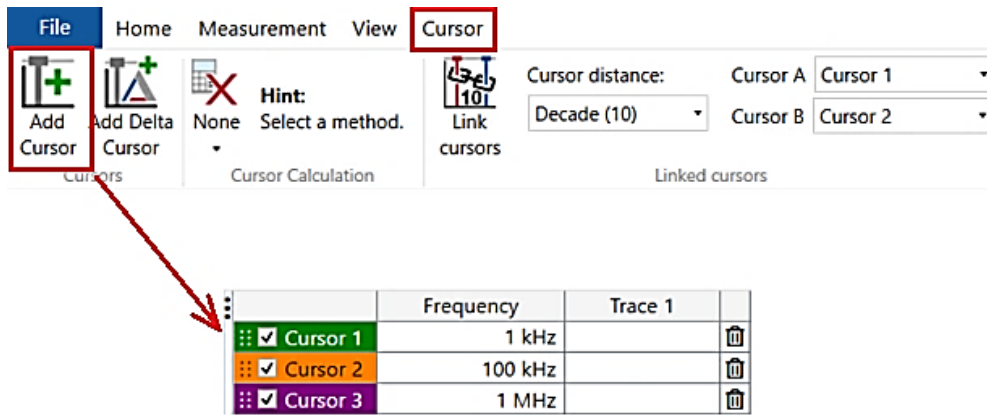 File Home Measurement View Cursor
Add Cursor
Add Delta Cursor
None
Hint:
Select a method.
10
Link cursors
Cursor distance:
Decade (10)
Cursor A Cursor 1
Cursor B Cursor 2
Cursors Cursor Calculation Linked cursors
Frequency Trace 1
Cursor 1 1 kHz
Cursor 2 100 kHz
Cursor 3 1 MHz